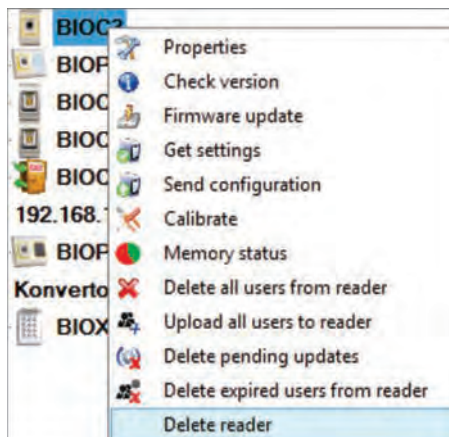 BIOC3
Properties
BIOP
Check version
BIOC
Firmware update
BIOC
Get settings
BIOC
Send configuration
192.168.
Calibrate
BIOP
Memory status
Konverto
Delete all users from reader
BIOX
Upload all users to reader
Delete pending updates
Delete expired users from reader
Delete reader